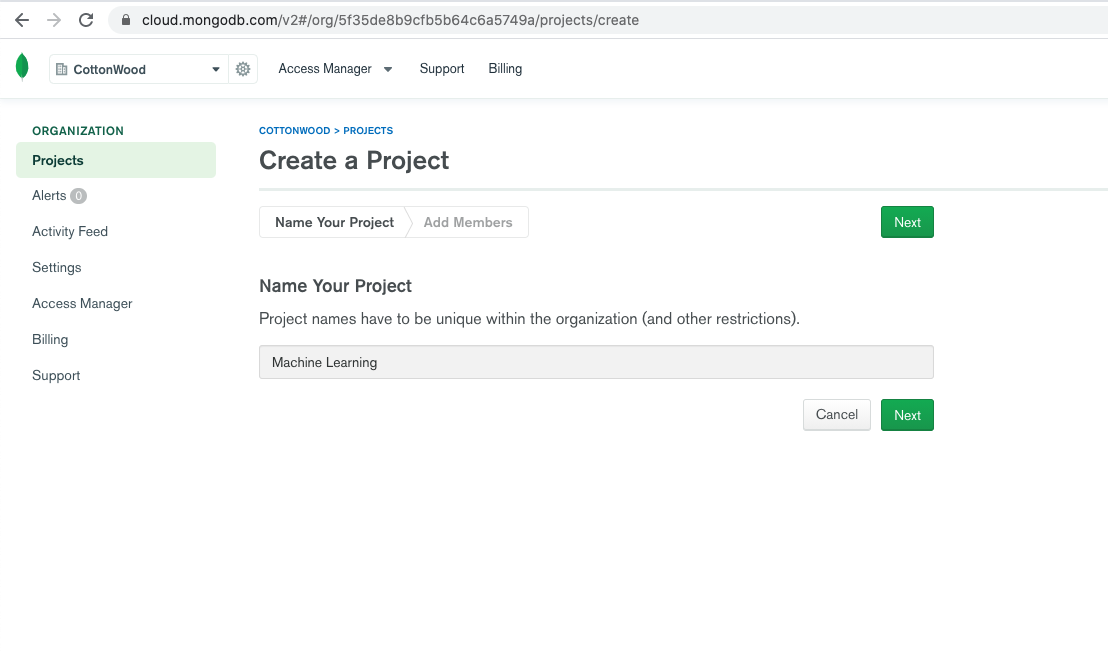 cloud.mongodb.com/v2#/org/5f35de8b9cfb5b64c6a5749a/projects/create
CottonWood
Access Manager
Support
Billing
ORGANIZATION
Projects
Alerts 0
Activity Feed
Settings
Access Manager
Billing
Support
COTTONWOOD > PROJECTS
Create a Project
Name Your Project
Add Members
Next
Name Your Project
Project names have to be unique within the organization (and other restrictions).
Machine Learning
Cancel
Next